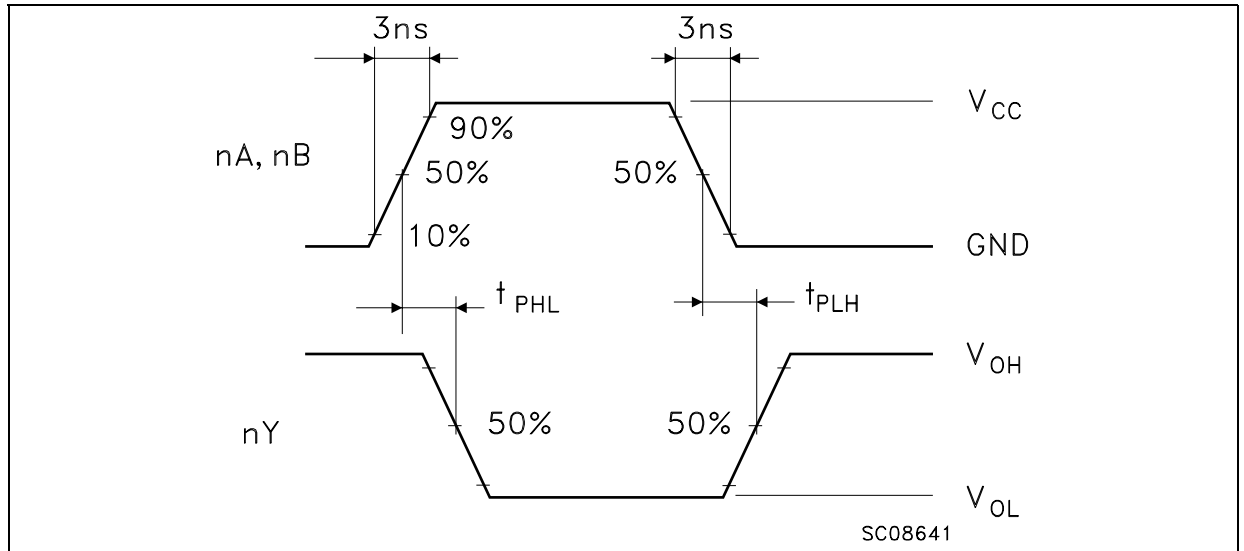 3ns 3ns
V CC
90%
nA, nB
50% 50%
10%
GND
t PHL t PLH
V OH
50% 50%
nY
V OL
SC08641